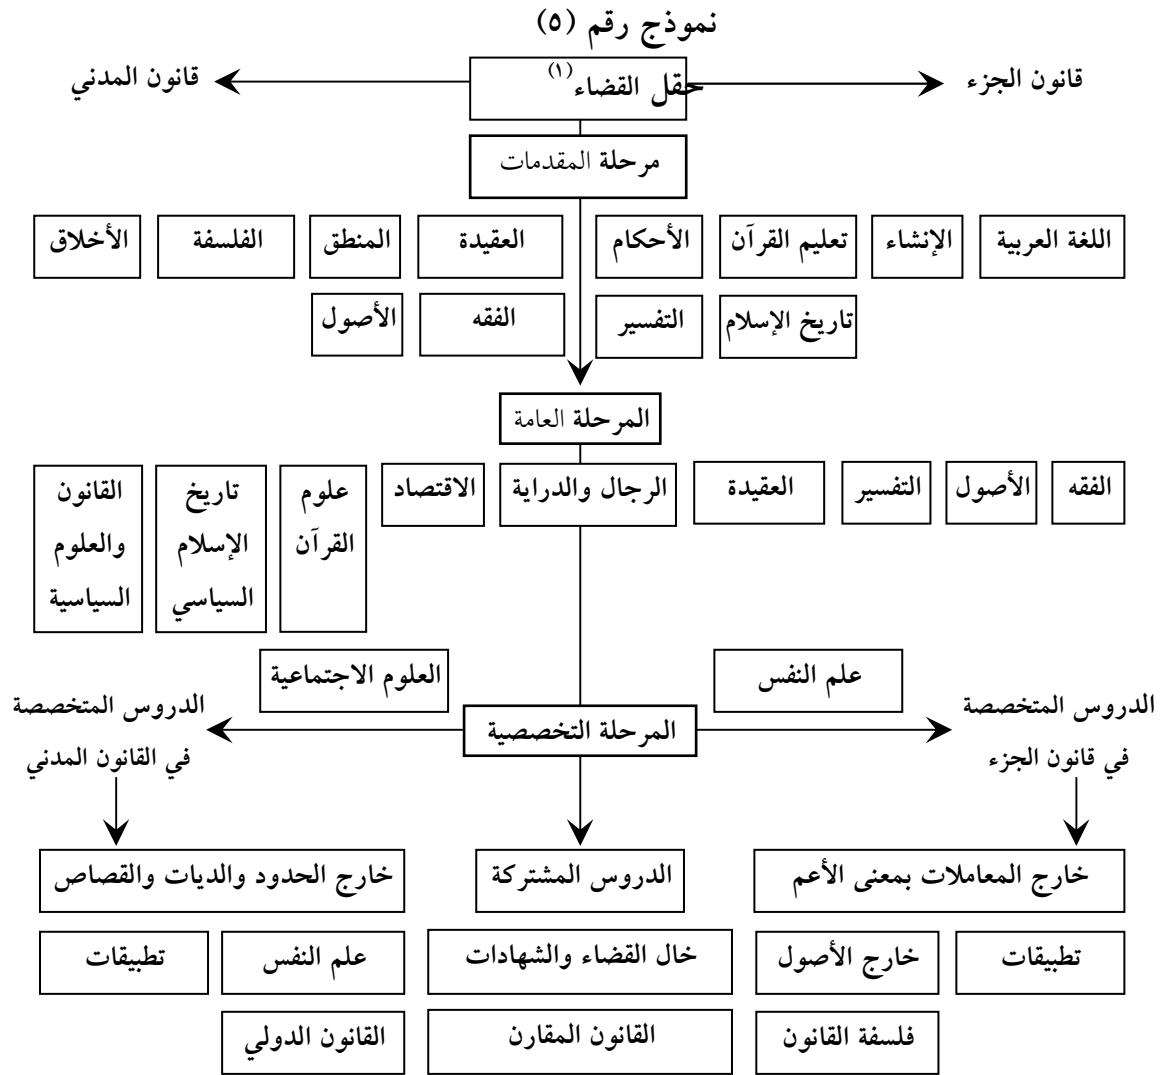 نموذج رقم (٥)
قانون الجزء
حقل القضاء (١)
قانون المدني
مرحلة المقدمات
اللغة العربية
الإنشاء
تعليم القرآن
الأحكام
العقيدة
المنطق
الفلسفة
الأخلاق
تاريخ الإسلام
التفسير
الفقه
الأصول
المرحلة العامة
الفقه
الأصول
التفسير
العقيدة
الرجال والدراية
الاقتصاد
علوم
القرآن
تاريخ
الإسلام
السياسي
القانون
والعلوم
السياسية
علم النفس
العلوم الاجتماعية
الدروس المتخصصة
في قانون الجزء
المرحلة التخصصية
الدروس المتخصصة
في القانون المدني
خارج المعاملات بمعنى الأعم
الدروس المشتركة
خارج الحدود والديات والقصاص
تطبيقات
خارج الأصول
خال القضاء والشهادات
علم النفس
تطبيقات
فلسفة القانون
القانون المقارن
القانون الدولي